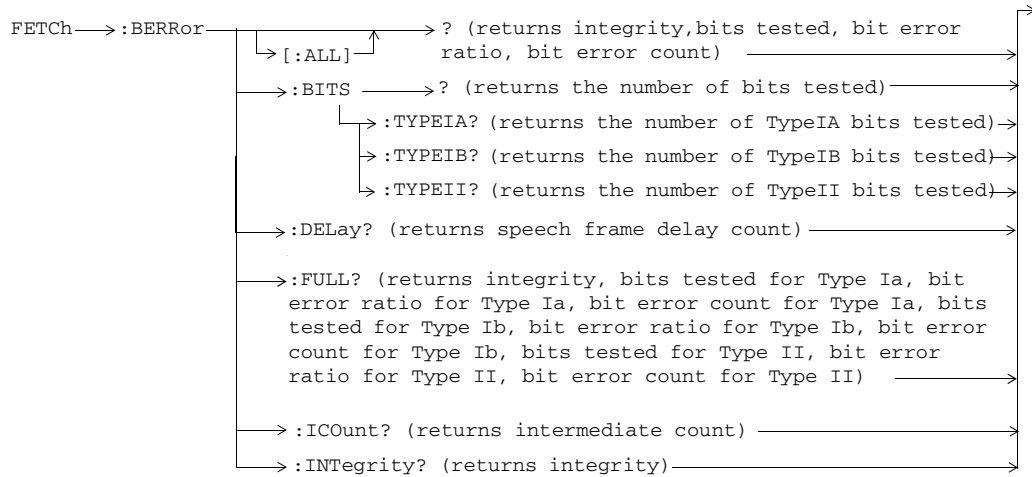 FETCh :BERRor ? (returns integrity,bits tested, bit error
[:ALL] ratio, bit error count)
:BITS ? (returns the number of bits tested)
:TYPEIA? (returns the number of TypeIA bits tested)
:TYPEIB? (returns the number of TypeIB bits tested)
:TYPEII? (returns the number of TypeII bits tested)
:DELay? (returns speech frame delay count)
:FULL? (returns integrity, bits tested for Type Ia, bit
error ratio for Type Ia, bit error count for Type Ia, bits
tested for Type Ib, bit error ratio for Type Ib, bit error
count for Type Ib, bits tested for Type II, bit error
ratio for Type II, bit error count for Type II)
:ICOunt? (returns intermediate count)
:INTegrity? (returns integrity)